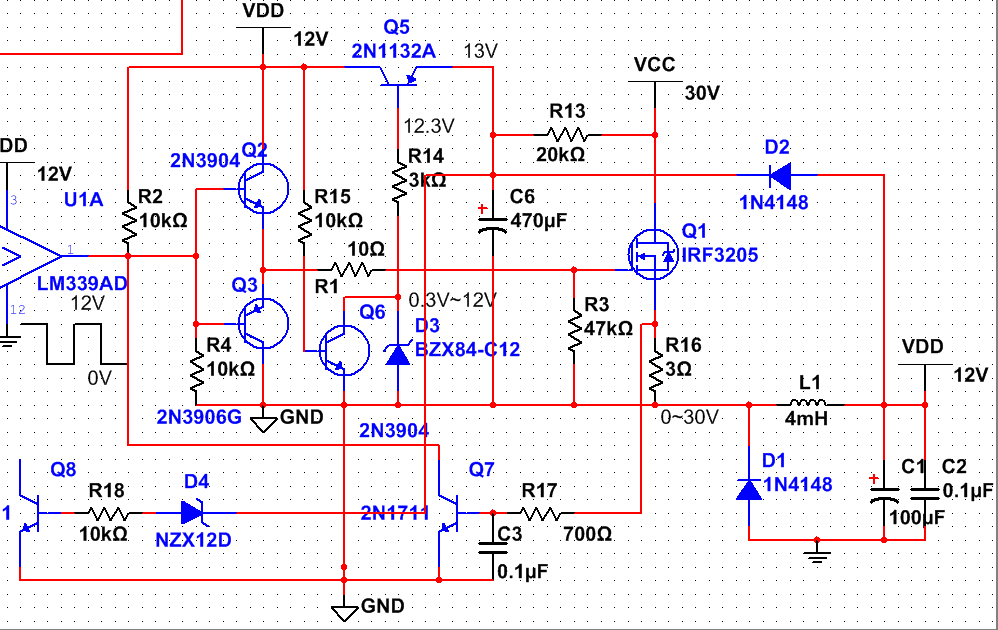 VDD
12V
Q5
2N1132A
13V
VCC
30V
12.3V
R13
20kΩ
DD
12V
3
U1A
1
LM339AD
12
12V
0V
2N3904
Q2
R2
10kΩ
R15
10kΩ
R14
3kΩ
C6
470µF
D2
1N4148
Q1
IRF3205
10Ω
R1
Q3
0.3V~12V
Q6
D3
BZX84-C12
R3
47kΩ
R4
10kΩ
R16
3Ω
VDD
12V
L1
4mH
2N3906G
GND
2N3904
0~30V
Q8
R18
10kΩ
D4
NZX12D
1
2N1711
Q7
R17
700Ω
C3
0.1µF
D1
1N4148
C1
100µF
C2
0.1µF
GND